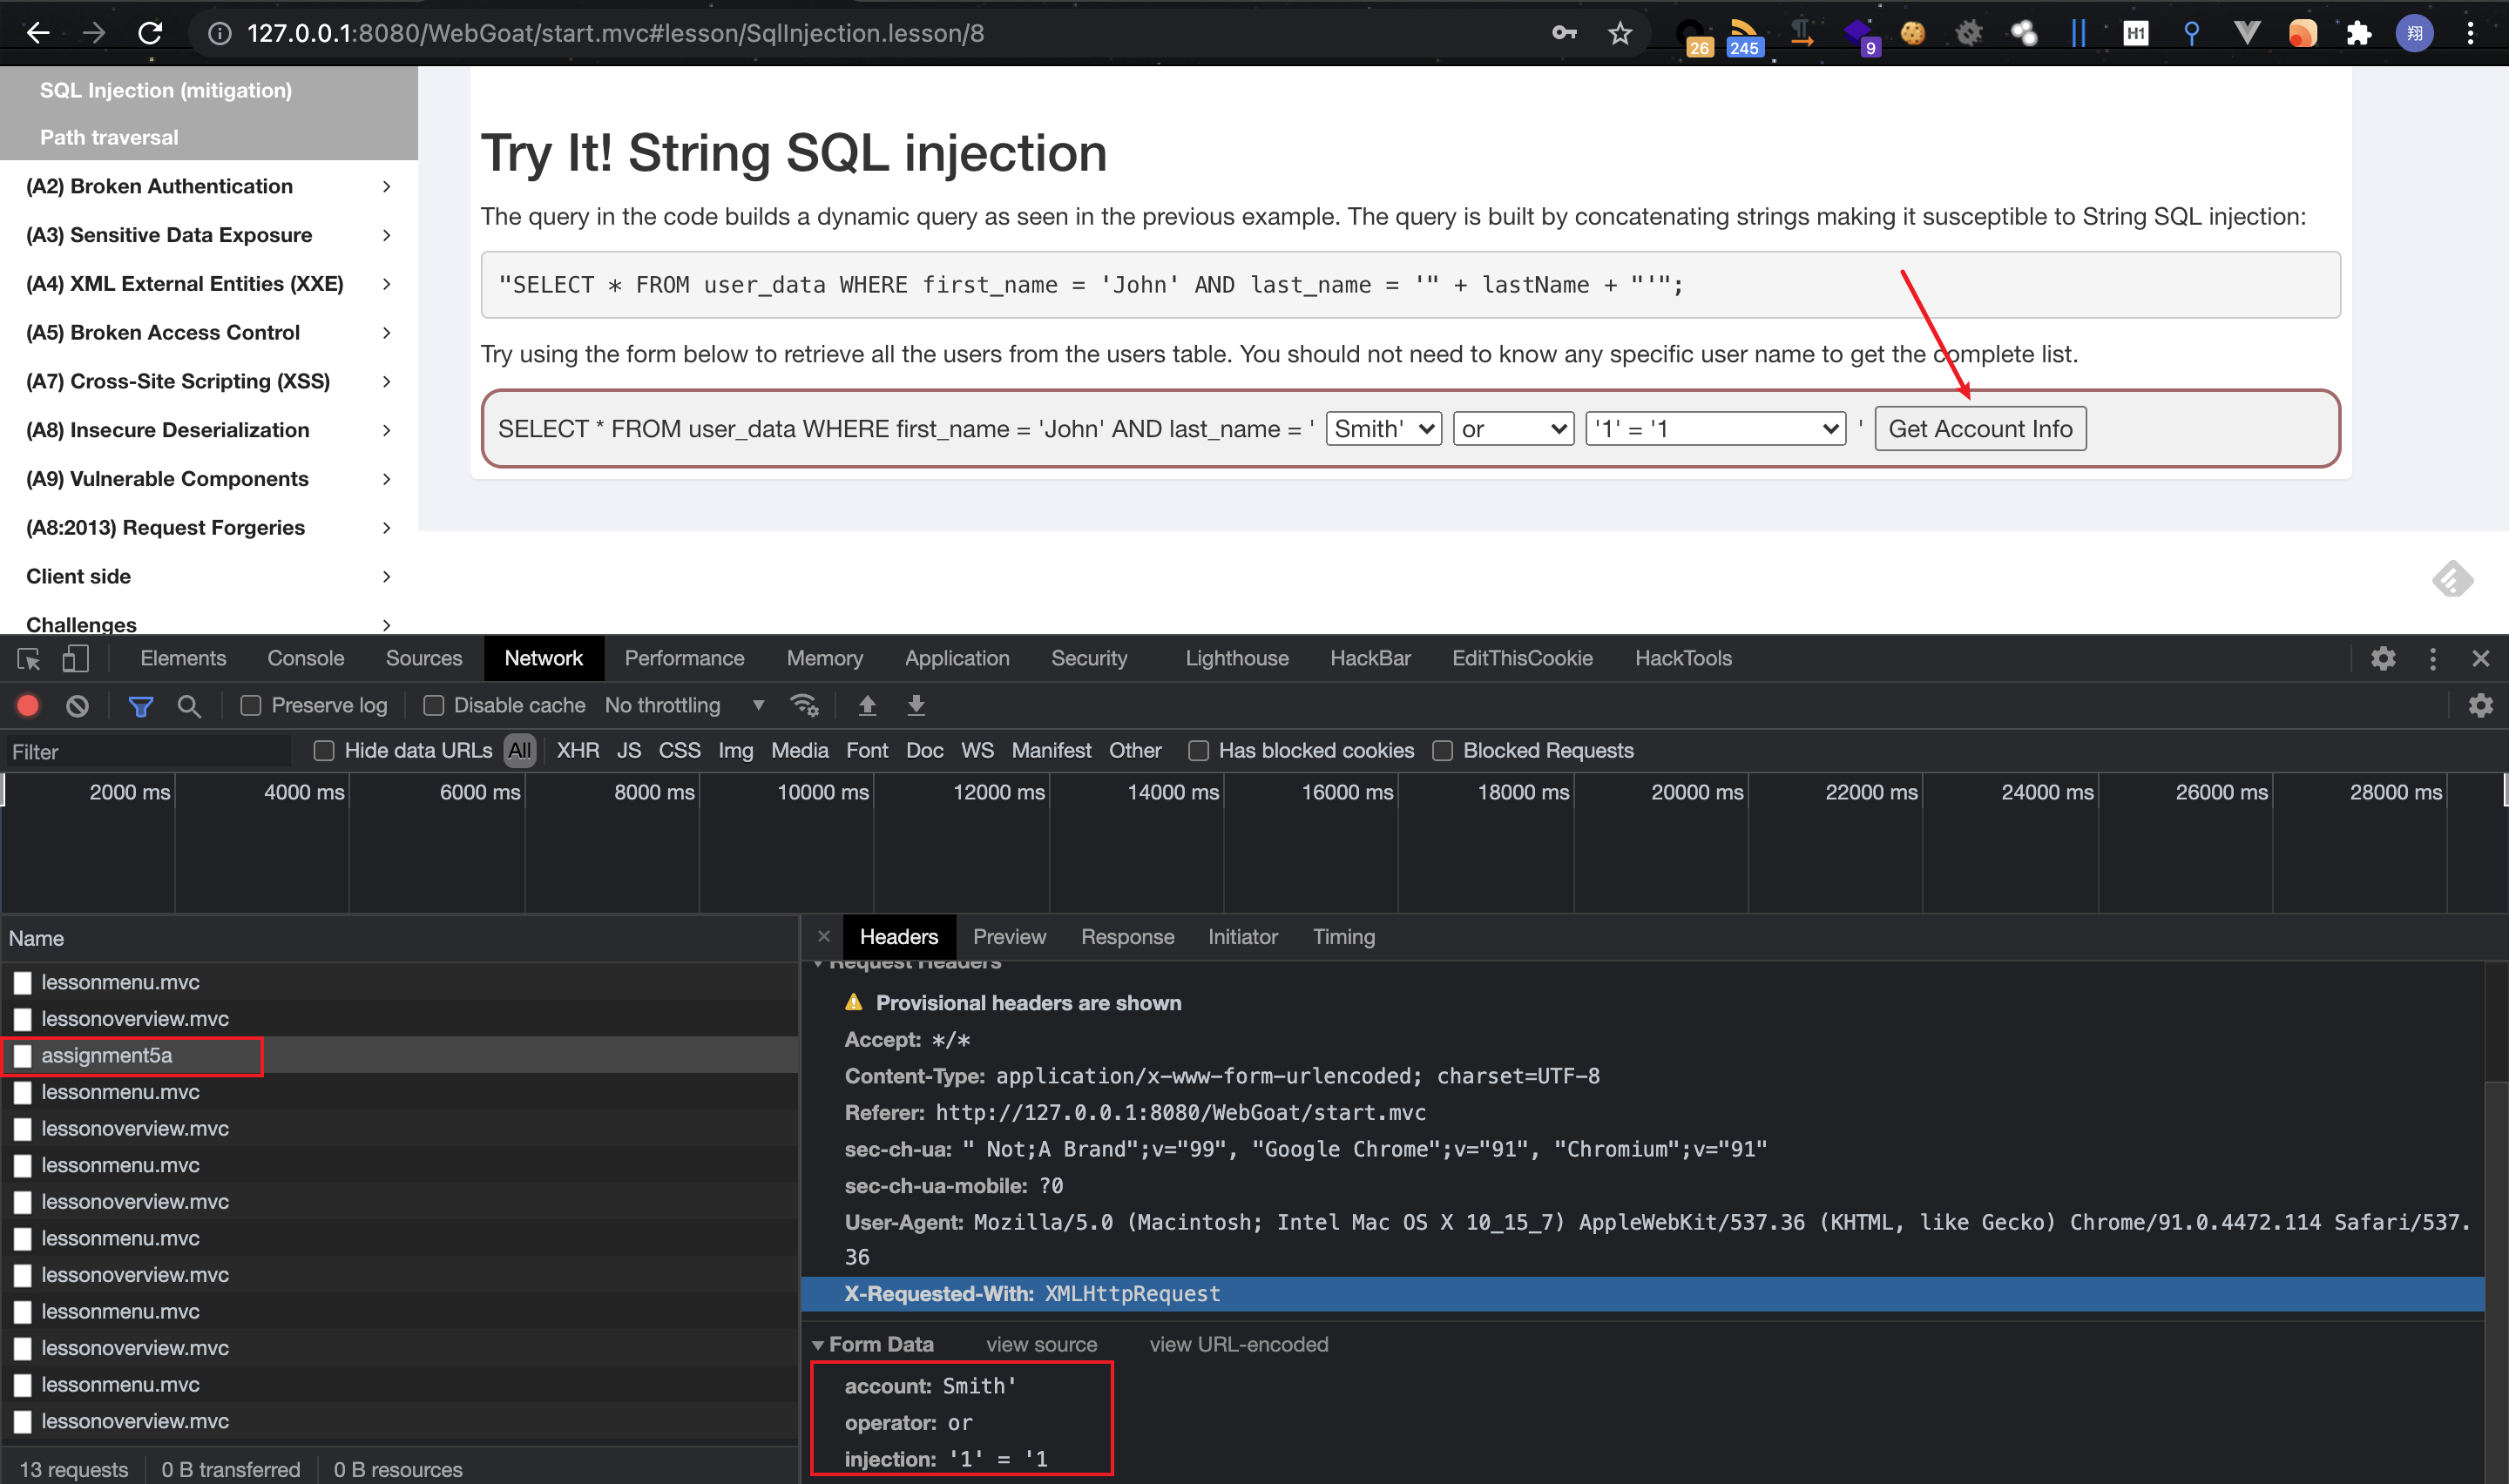 127.0.0.1:8080/WebGoat/start.mvc#lesson/SqlInjection.lesson/8
26
245
9
H1
翔
SQL Injection (mitigation)
Path traversal
(A2) Broken Authentication
(A3) Sensitive Data Exposure
(A4) XML External Entities (XXE)
(A5) Broken Access Control
(A7) Cross-Site Scripting (XSS)
(A8) Insecure Deserialization
(A9) Vulnerable Components
(A8:2013) Request Forgeries
Client side
Challenges
Try It! String SQL injection
The query in the code builds a dynamic query as seen in the previous example. The query is built by concatenating strings making it susceptible to String SQL injection:
"SELECT * FROM user_data WHERE first_name = 'John' AND last_name = '" + lastName + "'";
Try using the form below to retrieve all the users from the users table. You should not need to know any specific user name to get the complete list.
SELECT * FROM user_data WHERE first_name = 'John' AND last_name = ' Smith' or '1' = '1 ' Get Account Info
Elements Console Sources Network Performance Memory Application Security Lighthouse HackBar EditThisCookie HackTools
Preserve log Disable cache No throttling
Filter Hide data URLs All XHR JS CSS Img Media Font Doc WS Manifest Other Has blocked cookies Blocked Requests
2000 ms 4000 ms 6000 ms 8000 ms 10000 ms 12000 ms 14000 ms 16000 ms 18000 ms 20000 ms 22000 ms 24000 ms 26000 ms 28000 ms
Name
lessonmenu.mvc
lessonoverview.mvc
assignment5a
lessonmenu.mvc
lessonoverview.mvc
lessonmenu.mvc
lessonoverview.mvc
lessonmenu.mvc
lessonoverview.mvc
lessonmenu.mvc
lessonoverview.mvc
lessonmenu.mvc
lessonoverview.mvc
13 requests 0 B transferred 0 B resources
Headers Preview Response Initiator Timing
Request Headers
Provisional headers are shown
Accept: */*
Content-Type: application/x-www-form-urlencoded; charset=UTF-8
Referer: http://127.0.0.1:8080/WebGoat/start.mvc
sec-ch-ua: " Not;A Brand";v="99", "Google Chrome";v="91", "Chromium";v="91"
sec-ch-ua-mobile: ?0
User-Agent: Mozilla/5.0 (Macintosh; Intel Mac OS X 10_15_7) AppleWebKit/537.36 (KHTML, like Gecko) Chrome/91.0.4472.114 Safari/537.
36
X-Requested-With: XMLHttpRequest
Form Data view source view URL-encoded
account: Smith'
operator: or
injection: '1' = '1